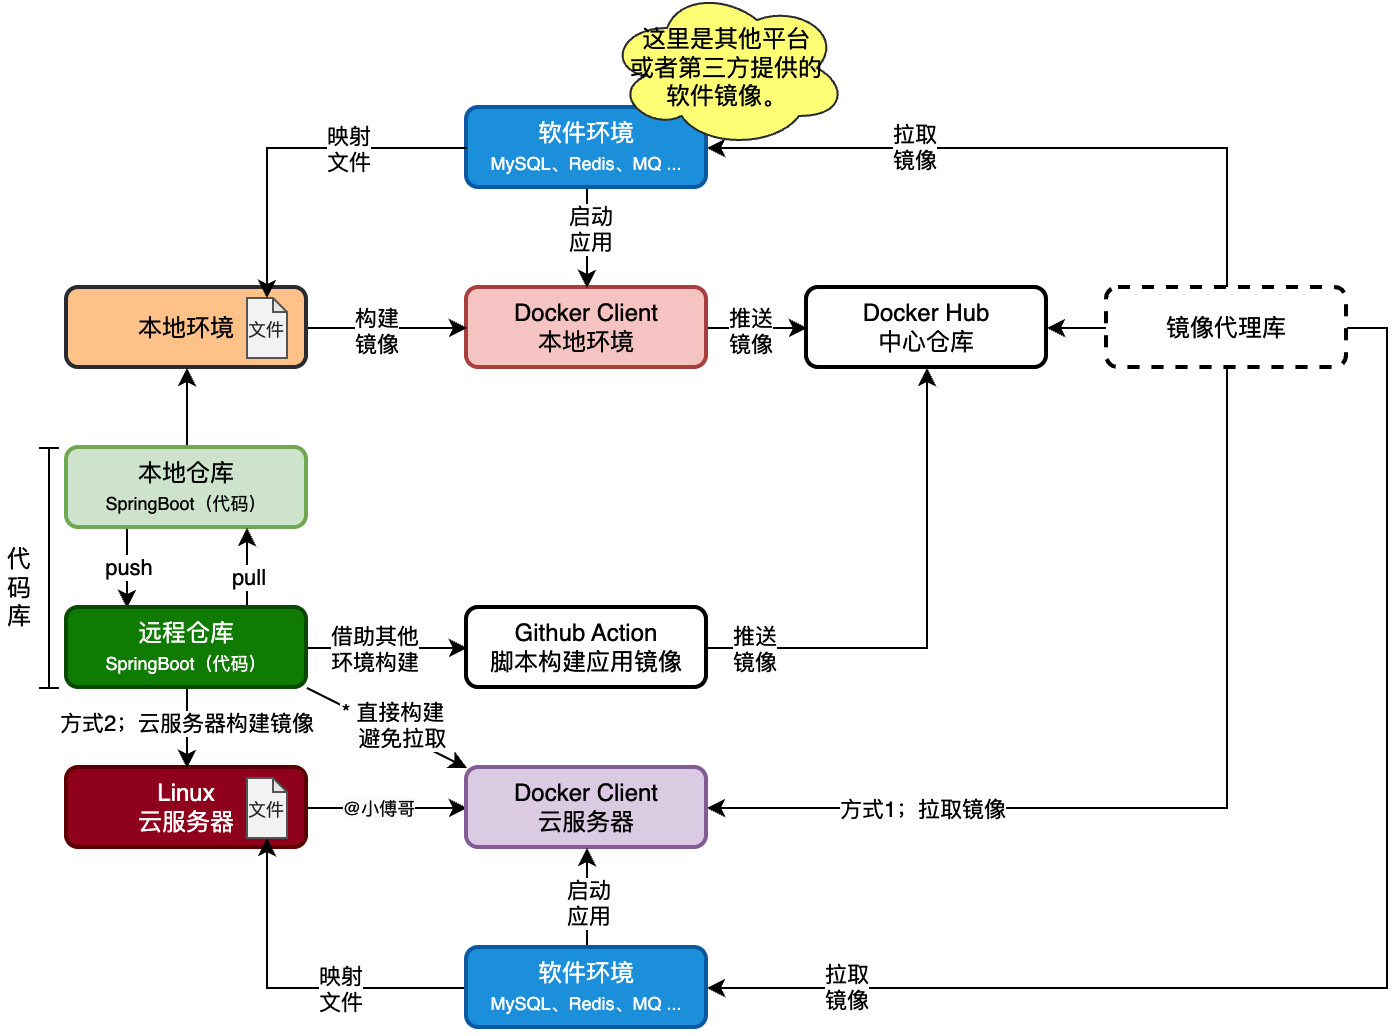 这里是其他平台
或者第三方提供的
软件镜像。
软件环境
MySQL、Redis、MQ ...
映射
文件
拉取
镜像
启动
应用
本地环境
文件
构建
镜像
Docker Client
本地环境
推送
镜像
Docker Hub
中心仓库
镜像代理库
代码库
本地仓库
SpringBoot（代码）
push
pull
远程仓库
SpringBoot（代码）
借助其他
环境构建
Github Action
脚本构建应用镜像
推送
镜像
方式2；云服务器构建镜像
* 直接构建
避免拉取
Linux
云服务器
文件
@小傅哥
Docker Client
云服务器
方式1；拉取镜像
启动
应用
软件环境
MySQL、Redis、MQ ...
映射
文件
拉取
镜像